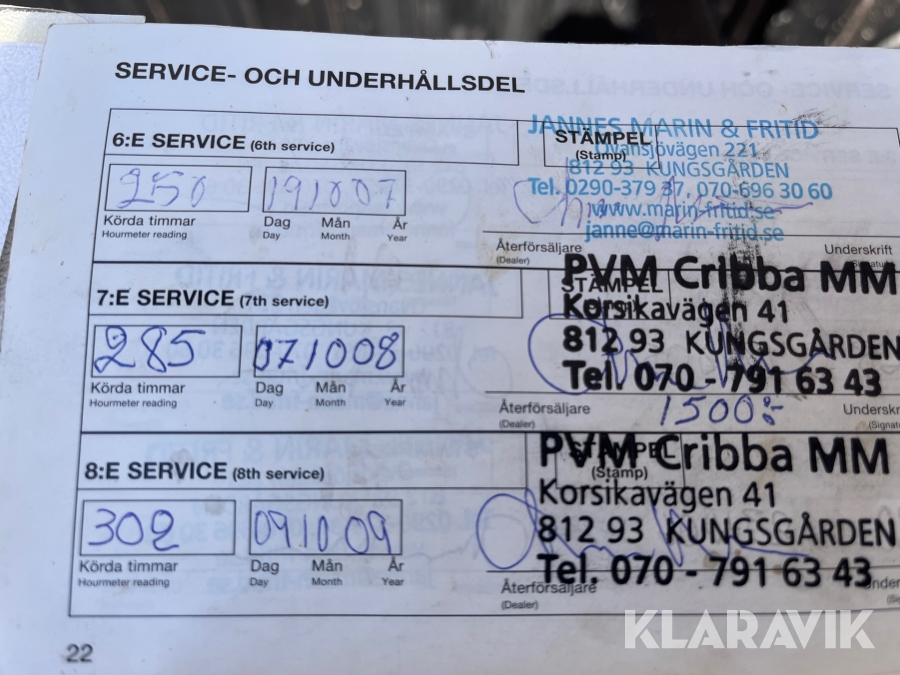 SERVICE- OCH UNDERHÅLLSDEL
6:E SERVICE (6th service)
STÄMPEL
(Stamp)
JANNES MARIN & FRITID
Ovansjövägen 221
812 93 KUNGSGÅRDEN
Tel. 0290-379 37, 070-696 30 60
www.marin-fritid.se
janne@marin-fritid.se
250 191007
Körda timmar Dag Mån År
Hourmeter reading Day Month Year
Återförsäljare Underskrift
(Dealer)
7:E SERVICE (7th service)
STÄMPEL
PVM Cribba MM
Korsikavägen 41
812 93 KUNGSGÅRDEN
Tel. 070 - 791 63 43
285 071008
Körda timmar Dag Mån År
Hourmeter reading Day Month Year
Återförsäljare 1500:- Underskr
(Dealer) (Signat
8:E SERVICE (8th service)
STÄMPEL
(Stamp)
PVM Cribba MM
Korsikavägen 41
812 93 KUNGSGÅRDEN
Tel. 070 - 791 63 43
302 091009
Körda timmar Dag Mån År
Hourmeter reading Day Month Year
Återförsäljare
(Dealer)
22
KLARAVIK